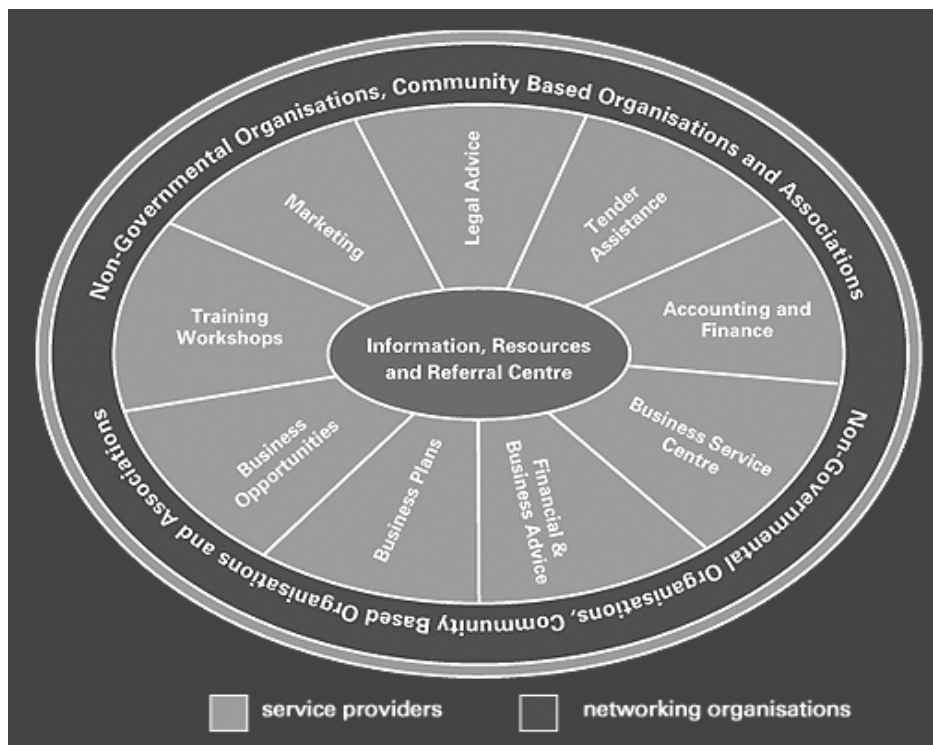 Non-Governmental Organisations, Community Based Organisations and Associations
Legal Advice
Tender
Assistance
Marketing
Accounting and
Finance
Training
Workshops
Information, Resources
and Referral Centre
Business Service
Centre
Business
Opportunities
Business Plans
Financial &
Business Advice
Non-Governmental Organisations, Community Based Organisations and Associations
service providers
networking organisations